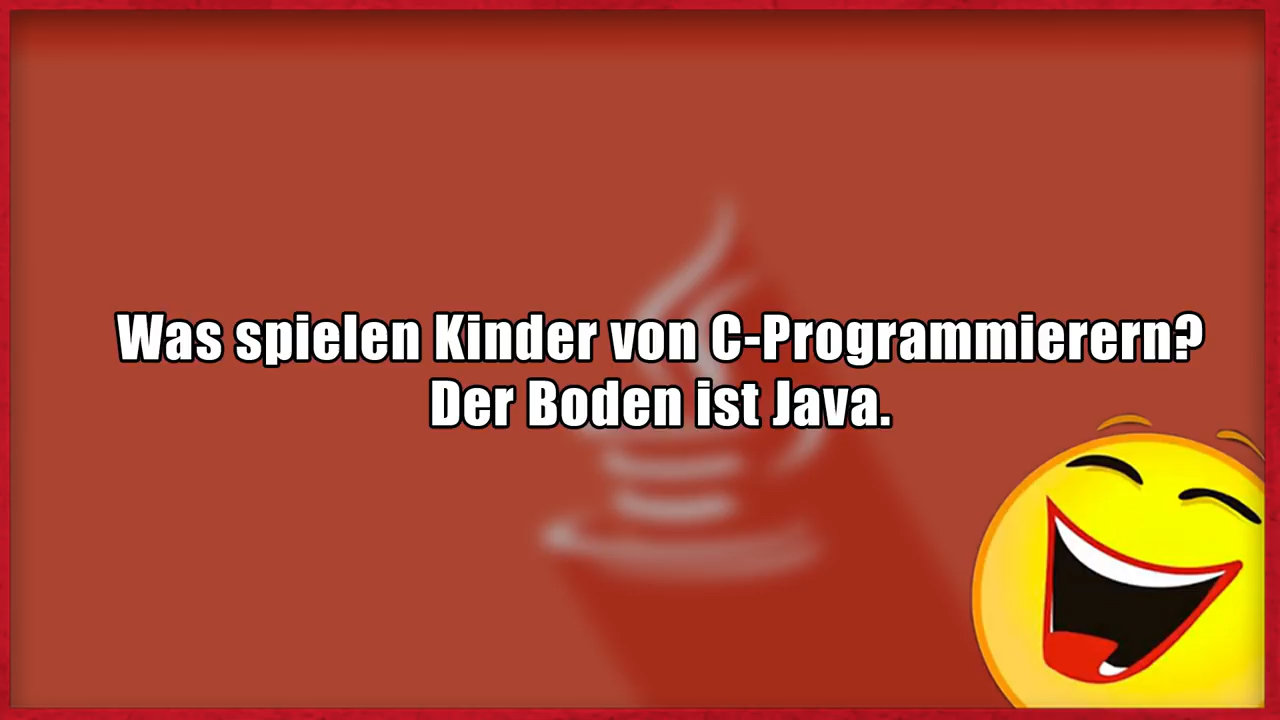 Was spielen Kinder von C-Programmierern?
Der Boden ist Java.